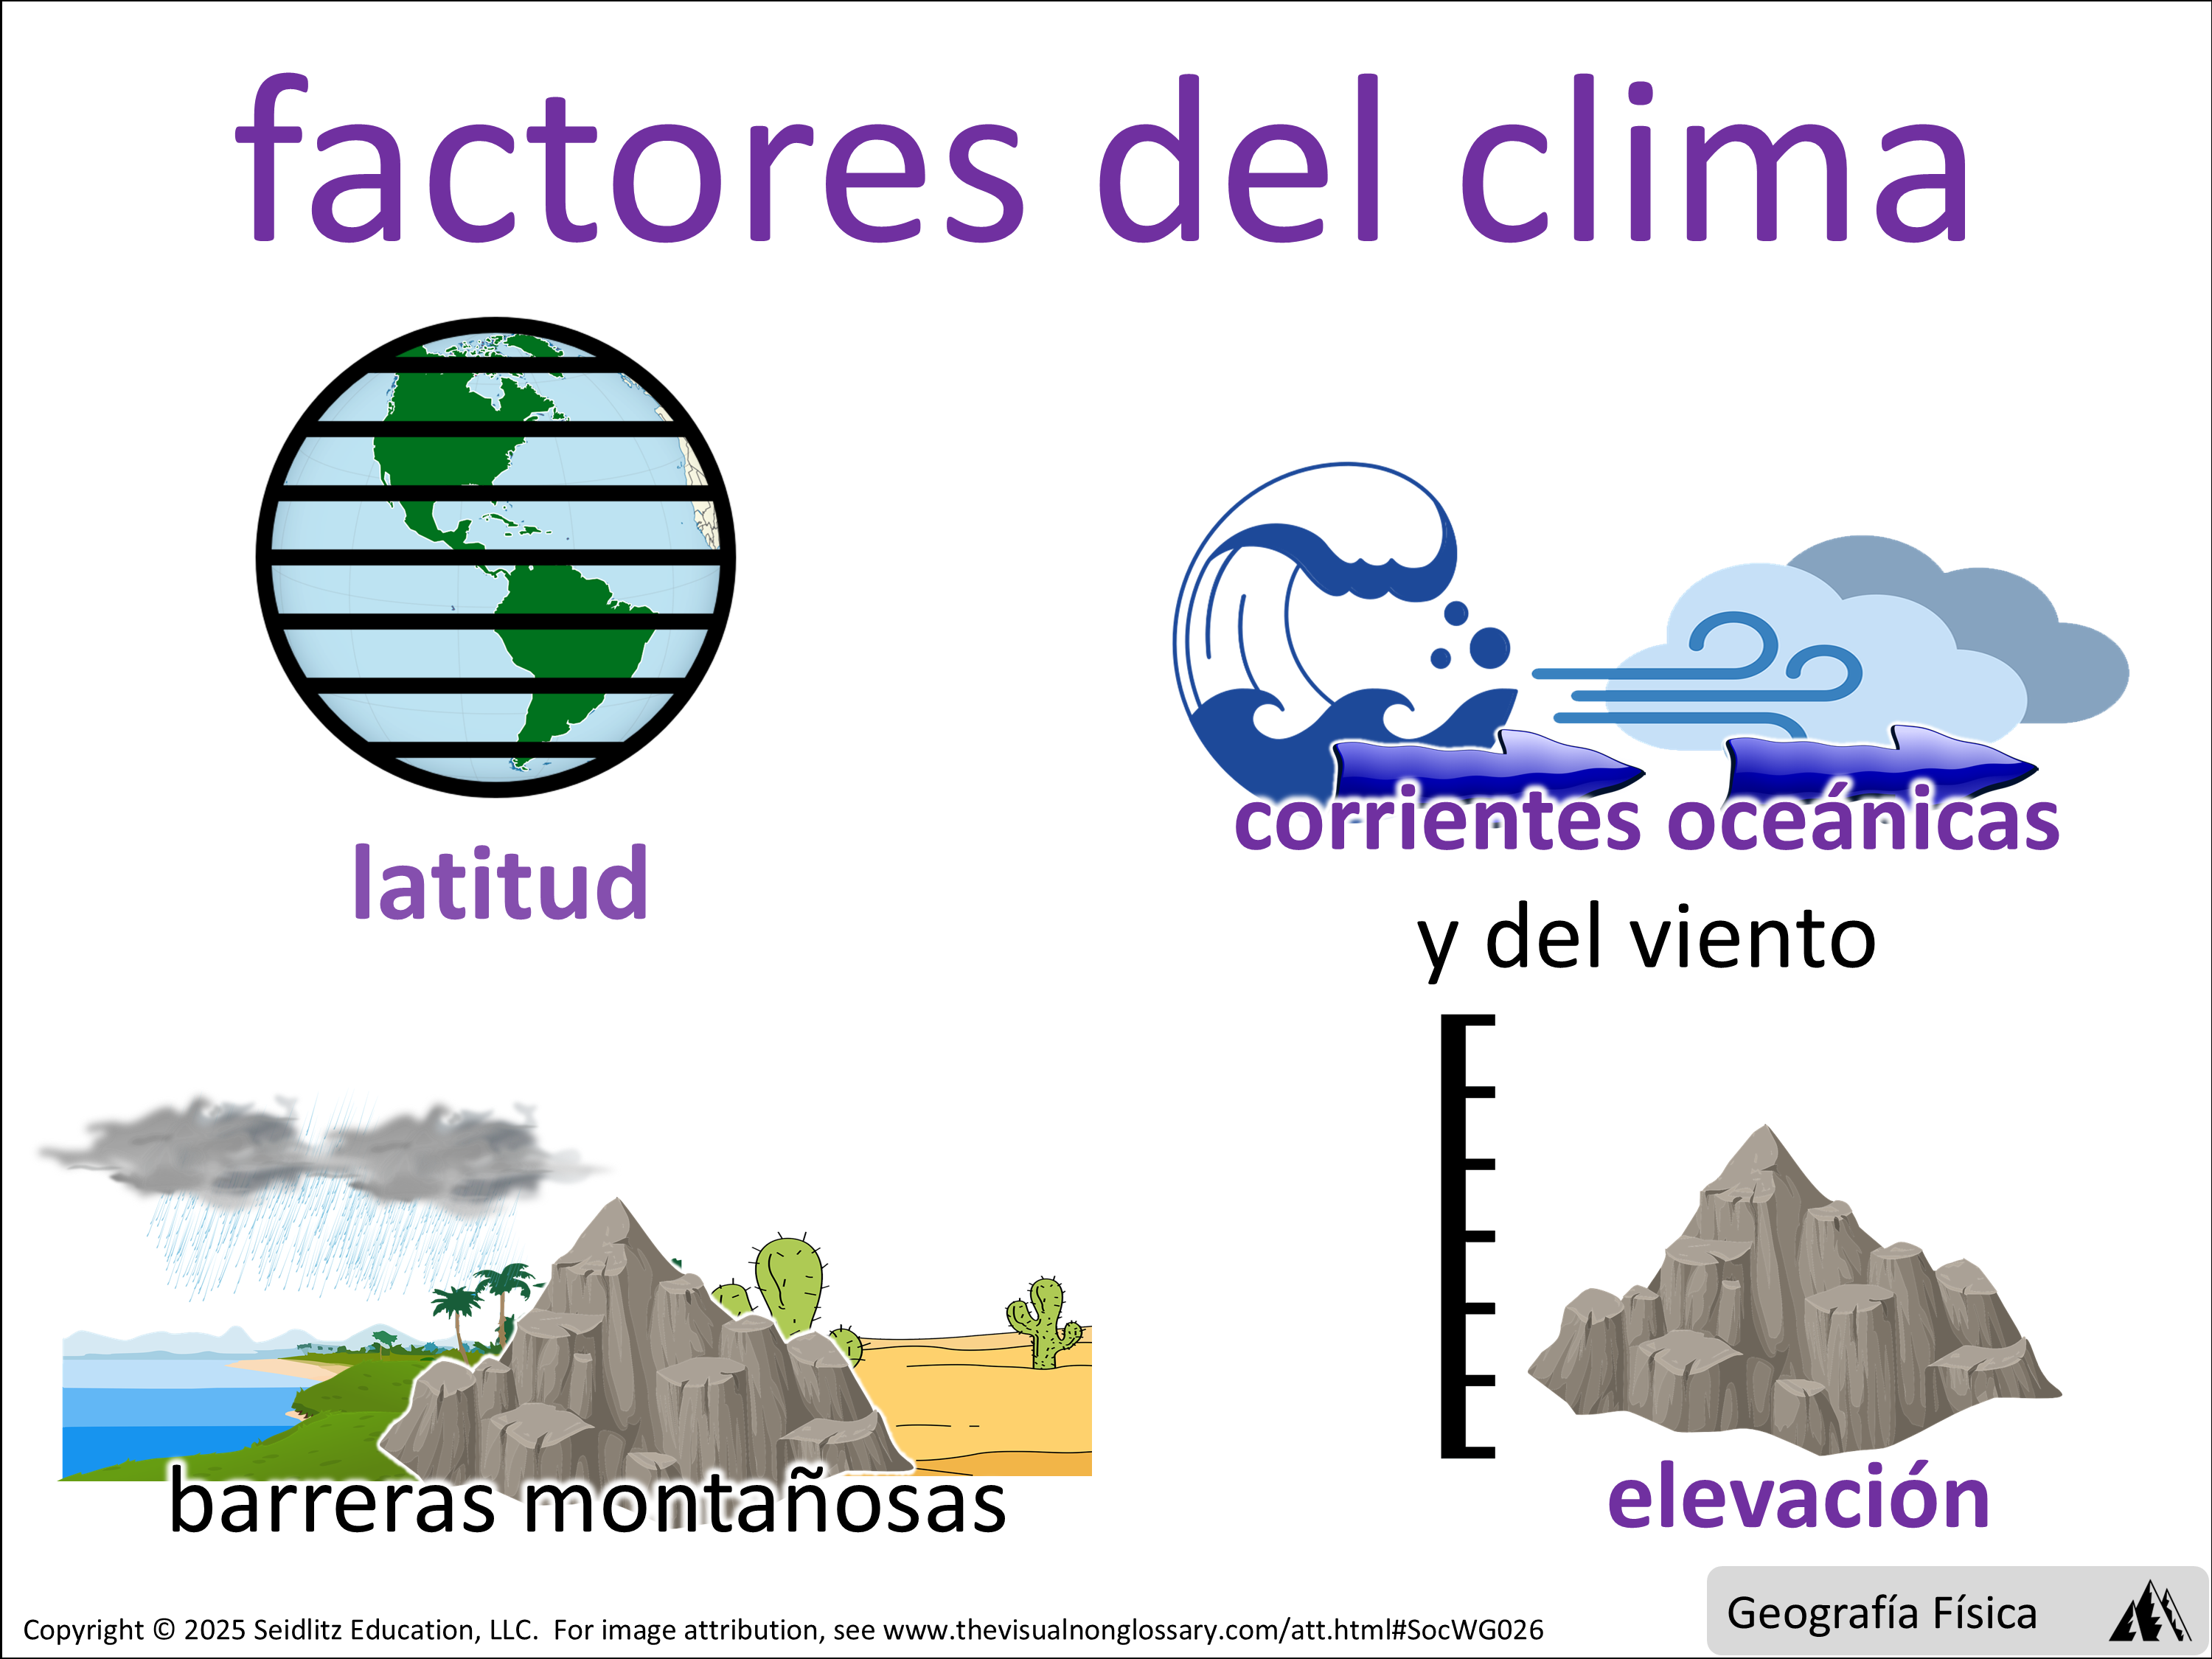 factores del clima
latitud
corrientes oceánicas
y del viento
barreras montañosas
elevación
Geografía Física
Copyright © 2025 Seidlitz Education, LLC.  For image attribution, see www.thevisualnonglossary.com/att.html#SocWG026